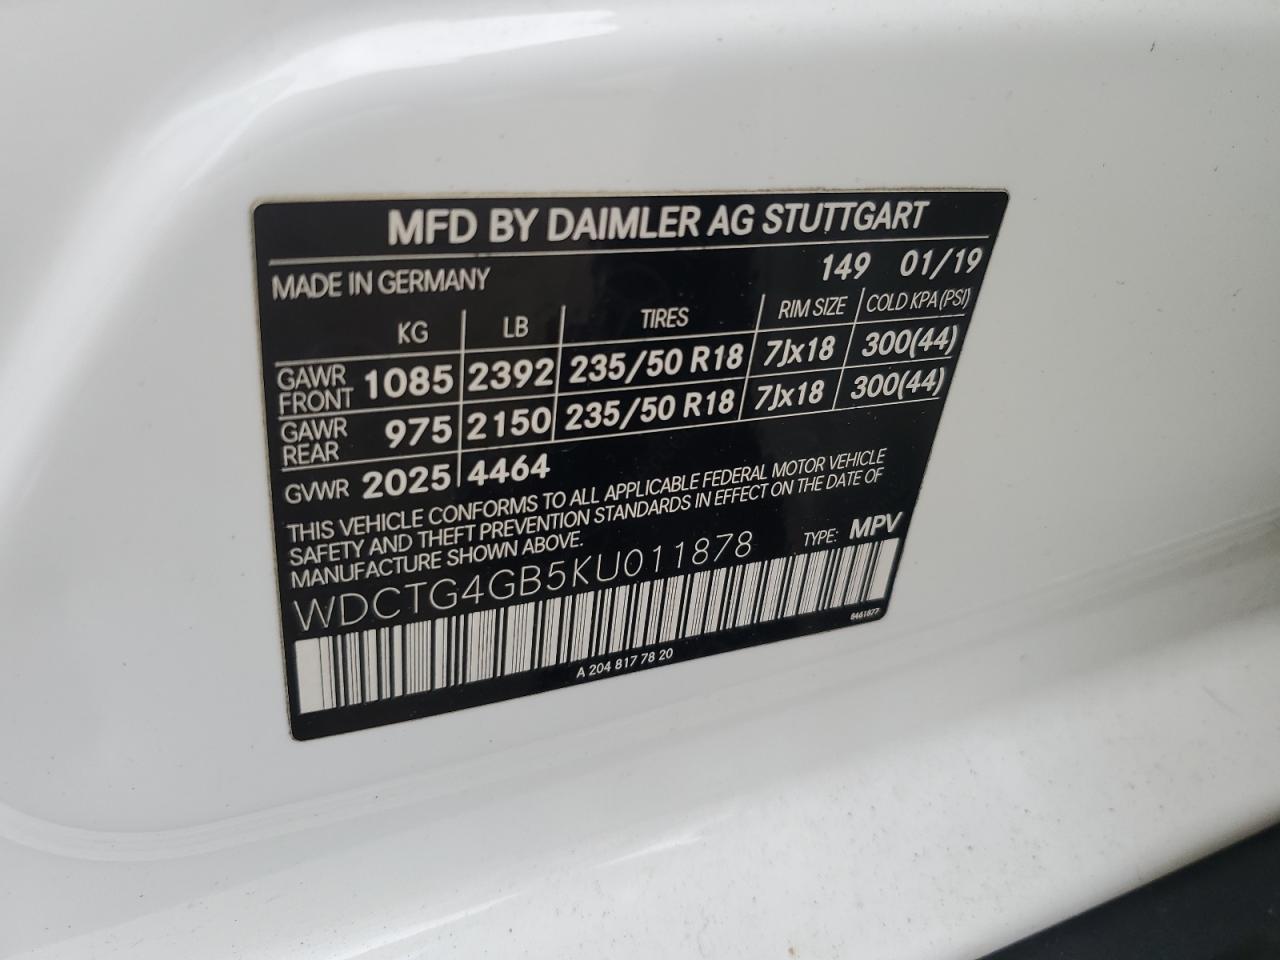 MFD BY DAIMLER AG STUTTGART
MADE IN GERMANY 149 01/19
KG LB TIRES RIM SIZE COLD KPA (PSI)
GAWR FRONT 1085 2392 235/50 R18 7Jx18 300(44)
GAWR REAR 975 2150 235/50 R18 7Jx18 300(44)
GVWR 2025 4464
THIS VEHICLE CONFORMS TO ALL APPLICABLE FEDERAL MOTOR VEHICLE
SAFETY AND THEFT PREVENTION STANDARDS IN EFFECT ON THE DATE OF
MANUFACTURE SHOWN ABOVE.
WDCTG4GB5KU011878 TYPE: MPV
A 204 817 78 20
8461877